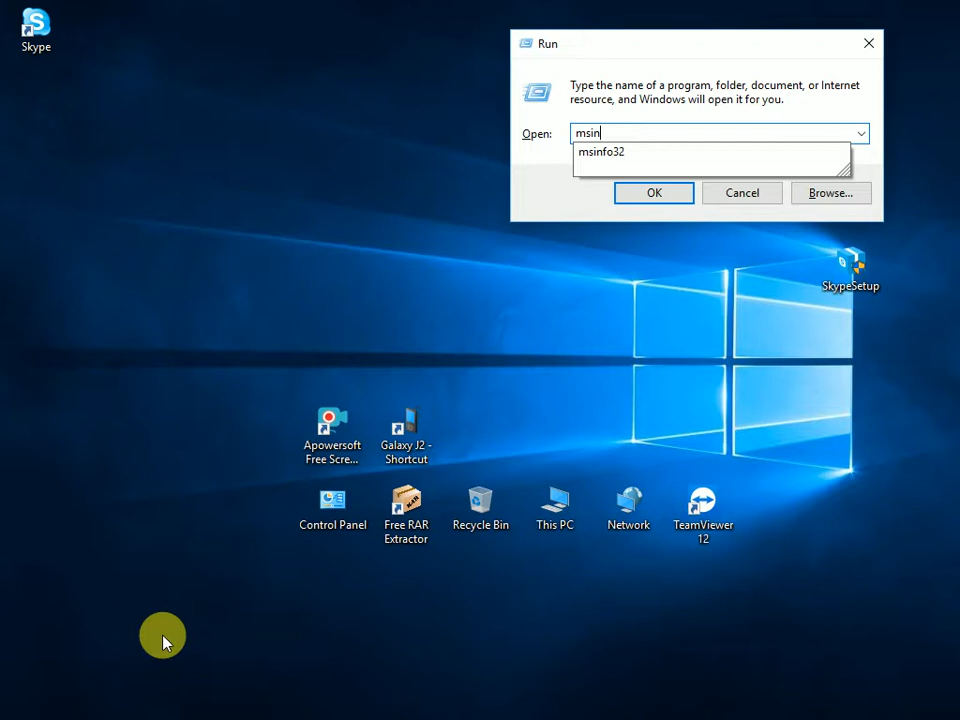 Skype
Run
Type the name of a program, folder, document, or Internet
resource, and Windows will open it for you.
Open:
msin
msinfo32
OK
Cancel
Browse...
SkypeSetup
Apowersoft
Free Scre...
Galaxy J2 -
Shortcut
Control Panel
Free RAR
Extractor
Recycle Bin
This PC
Network
TeamViewer
12